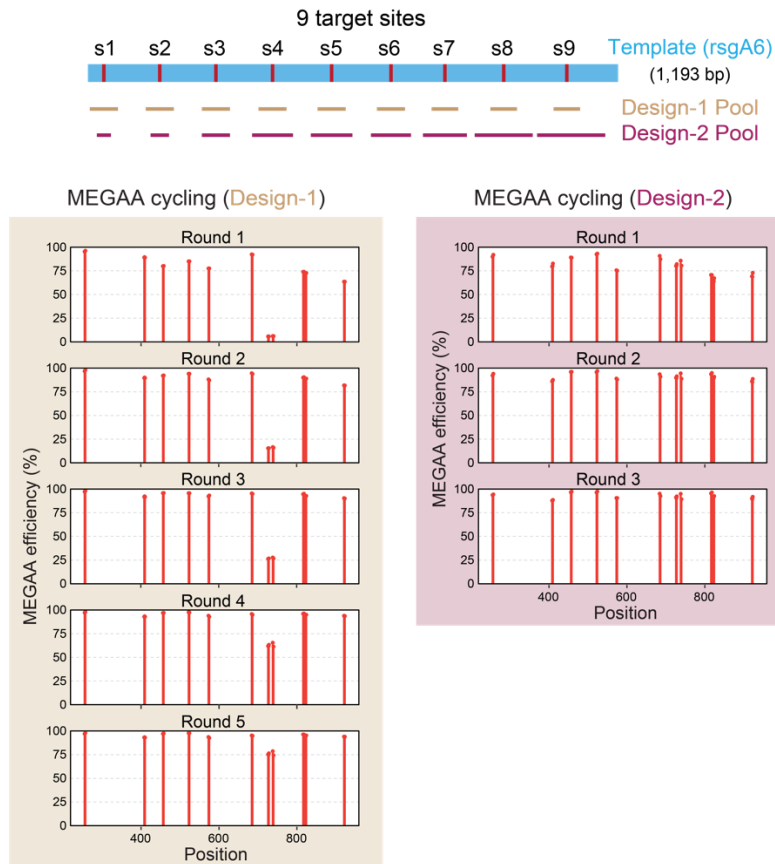 9 target sites
s1 s2 s3 s4 s5 s6 s7 s8 s9
Template (rsgA6)
(1,193 bp)
Design-1 Pool
Design-2 Pool
MEGAA cycling (Design-1)
MEGAA efficiency (%)
Round 1
100
75
50
25
0
Round 2
100
75
50
25
0
Round 3
100
75
50
25
0
Round 4
100
75
50
25
0
Round 5
100
75
50
25
0
400 600 800
Position
MEGAA cycling (Design-2)
MEGAA efficiency (%)
Round 1
100
75
50
25
0
Round 2
100
75
50
25
0
Round 3
100
75
50
25
0
400 600 800
Position